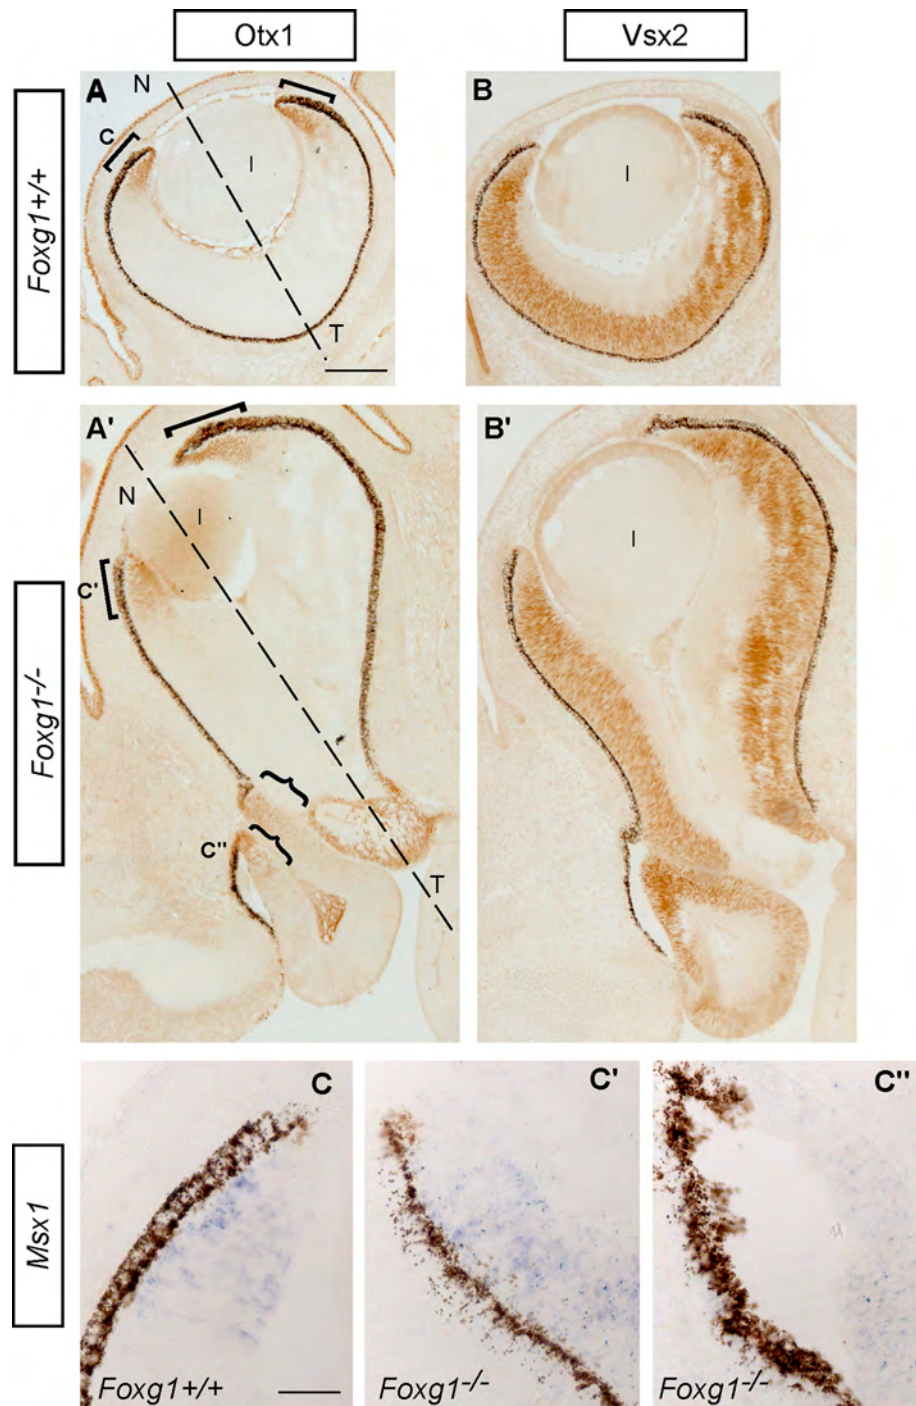 Otx1
Vsx2
Foxg1+/+
A
N
C
l
T
B
l
Foxg1-/-
A'
N
l
C'
C"
T
B'
l
Msx1
C
Foxg1+/+
C'
Foxg1-/-
C"
Foxg1-/-